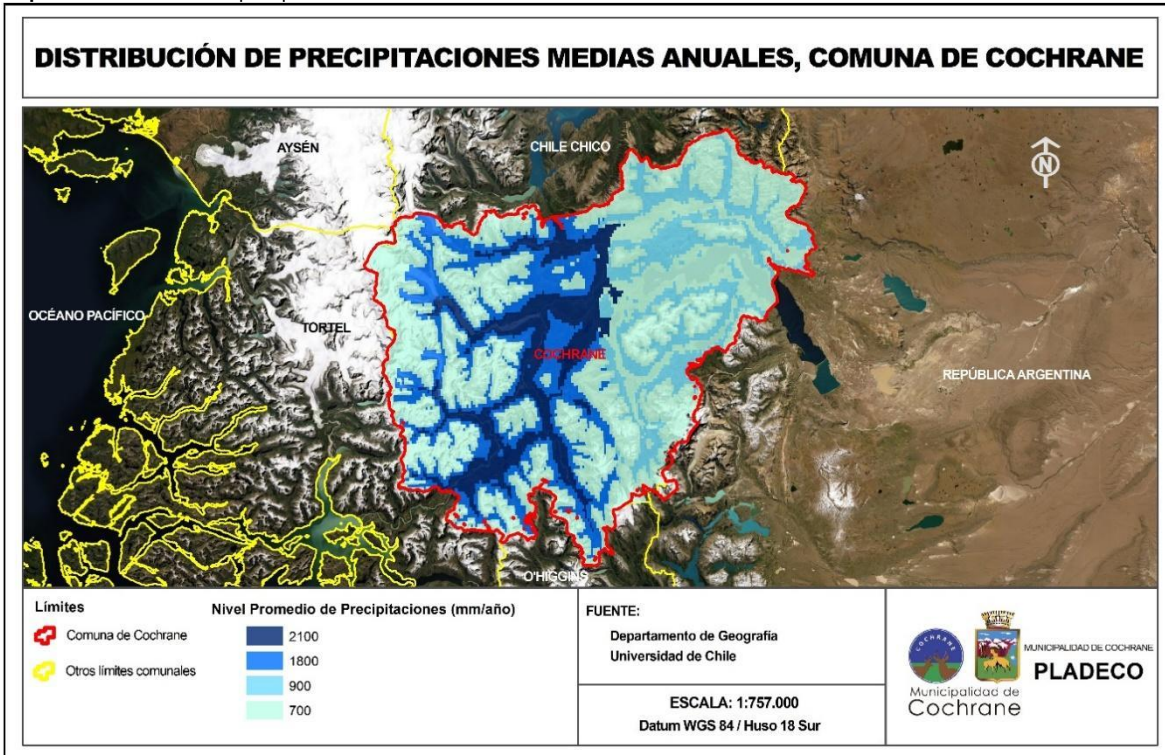 DISTRIBUCIÓN DE PRECIPITACIONES MEDIAS ANUALES, COMUNA DE COCHRANE
AYSÉN
CHILE CHICO
N
OCÉANO PACÍFICO
TORTEL
COCHRANE
REPÚBLICA ARGENTINA
O'HIGGINS
Límites
Comuna de Cochrane
Otros límites comunales
Nivel Promedio de Precipitaciones (mm/año)
2100
1800
900
700
FUENTE:
Departamento de Geografía
Universidad de Chile
ESCALA: 1:757.000
Datum WGS 84 / Huso 18 Sur
COCHRANE
Municipalidad de
Cochrane
MUNICIPALIDAD DE COCHRANE
PLADECO